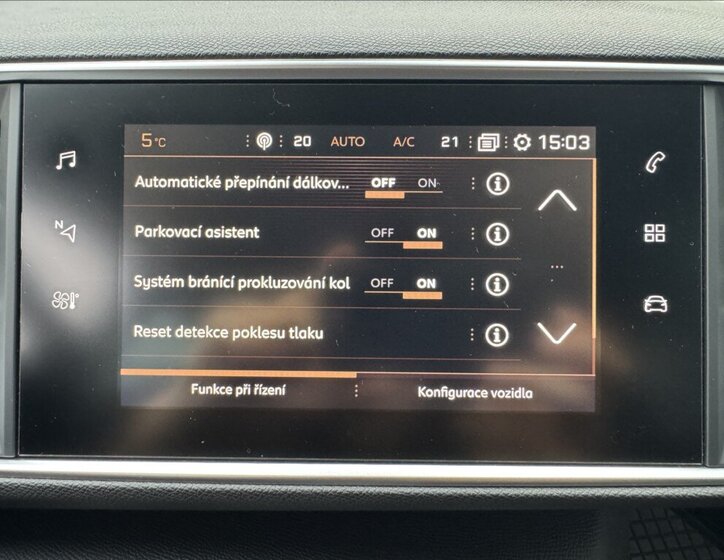 5°C 20 AUTO A/C 21 15:03
Automatické přepínání dálkov... OFF ON
Parkovací asistent OFF ON
Systém bránící prokluzování kol OFF ON
Reset detekce poklesu tlaku
Funkce při řízení Konfigurace vozidla
N